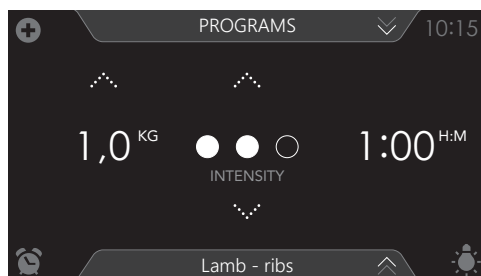 PROGRAMS
10:15
1,0 KG
1:00 H:M
INTENSITY
Lamb - ribs